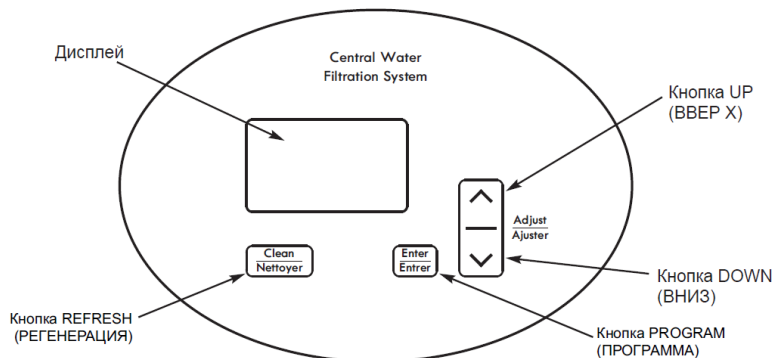 Дисплей
Central Water
Filtration System
Кнопка UP
(ВВЕР Х)
Adjust
Ajuster
Clean
Nettoyer
Enter
Entrer
Кнопка DOWN
(ВНИЗ)
Кнопка REFRESH
(РЕГЕНЕРАЦИЯ)
Кнопка PROGRAM
(ПРОГРАММА)